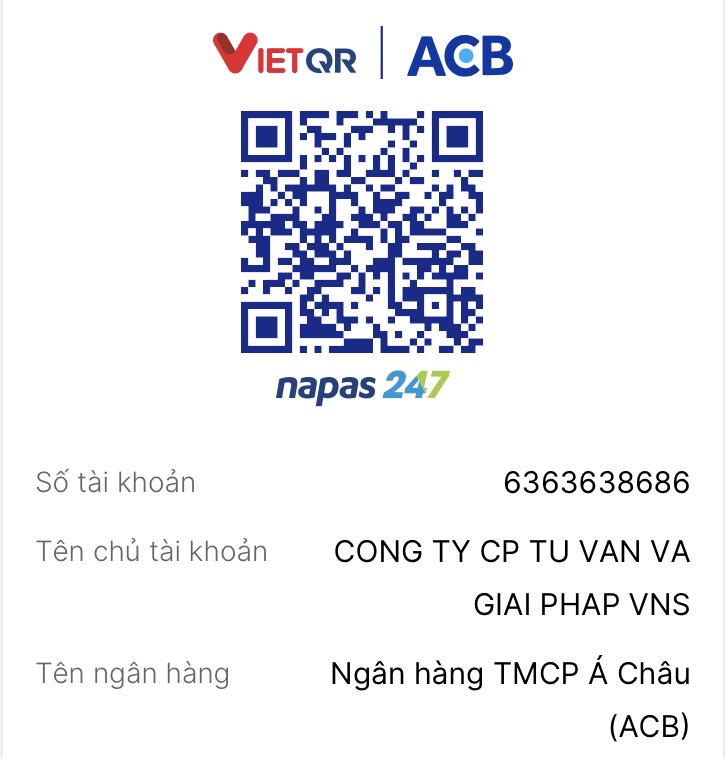 VIETQR | ACB
napas 247
Số tài khoản 6363638686
Tên chủ tài khoản CONG TY CP TU VAN VA
GIAI PHAP VNS
Tên ngân hàng Ngân hàng TMCP Á Châu
(ACB)